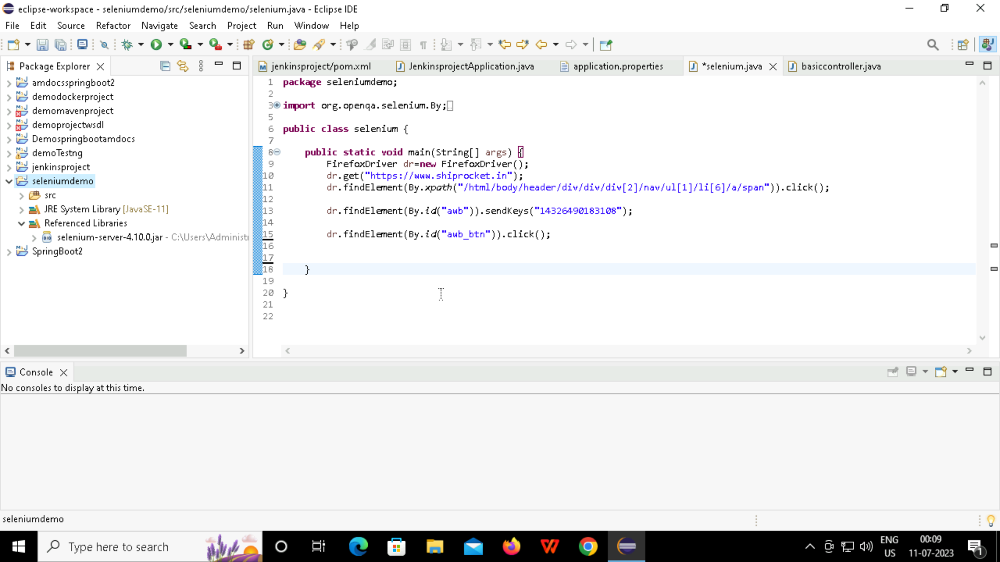 eclipse-workspace - seleniumdemo/src/seleniumdemo/selenium.java - Eclipse IDE
File Edit Source Refactor Navigate Search Project Run Window Help
Package Explorer
jenkinsproject/pom.xml JenkinsprojectApplication.java application.properties *selenium.java basiccontroller.java
amdocsspringboot2
demodockerproject
demomavenproject
demoprojectwsdl
Demospringbootamdocs
demoTestng
jenkinsproject
seleniumdemo
src
JRE System Library [JavaSE-11]
Referenced Libraries
selenium-server-4.10.0.jar - C:\Users\Administr
SpringBoot2
1 package seleniumdemo;
2
3 import org.openqa.selenium.By;
5
6 public class selenium {
7
8 public static void main(String[] args) {
9 FirefoxDriver dr=new FirefoxDriver();
10 dr.get("https://www.shiprocket.in");
11 dr.findElement(By.xpath("/html/body/header/div/div/div[2]/nav/ul[1]/li[6]/a/span")).click();
12
13 dr.findElement(By.id("awb")).sendKeys("14326490183108");
14
15 dr.findElement(By.id("awb_btn")).click();
16
17
18 }
19
20 }
21
22
Console
No consoles to display at this time.
seleniumdemo
Type here to search
ENG
US
00:09
11-07-2023
1